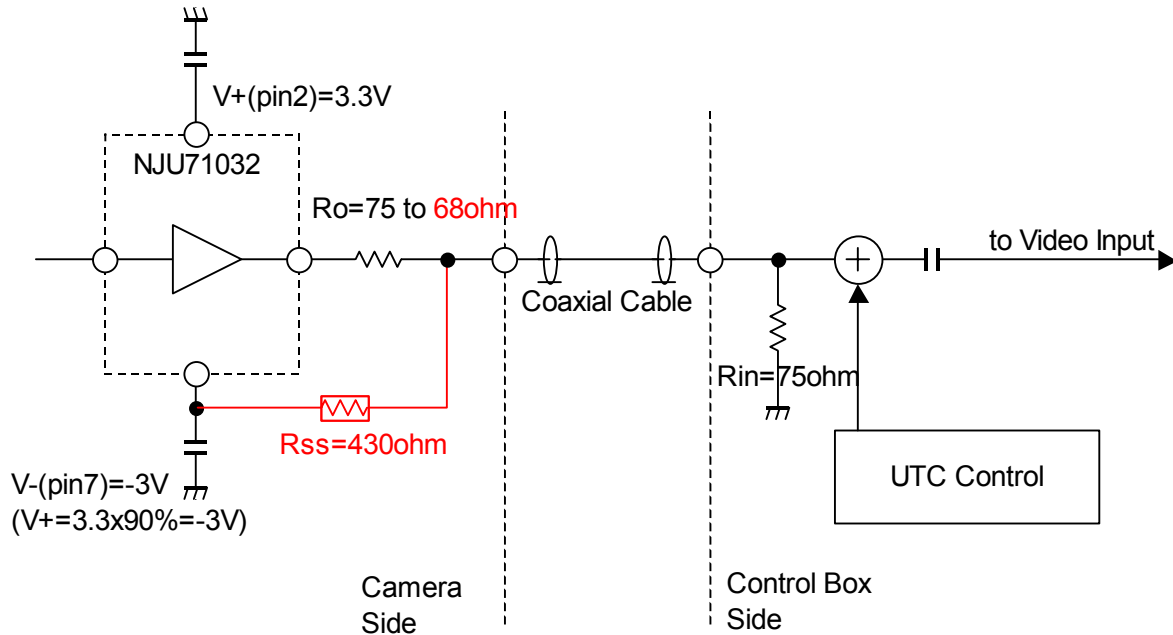 V+(pin2)=3.3V
NJU71032
Ro=75 to 68ohm
to Video Input
Coaxial Cable
Rin=75ohm
Rss=430ohm
V-(pin7)=-3V
(V+=3.3x90%=-3V)
UTC Control
Camera
Side
Control Box
Side